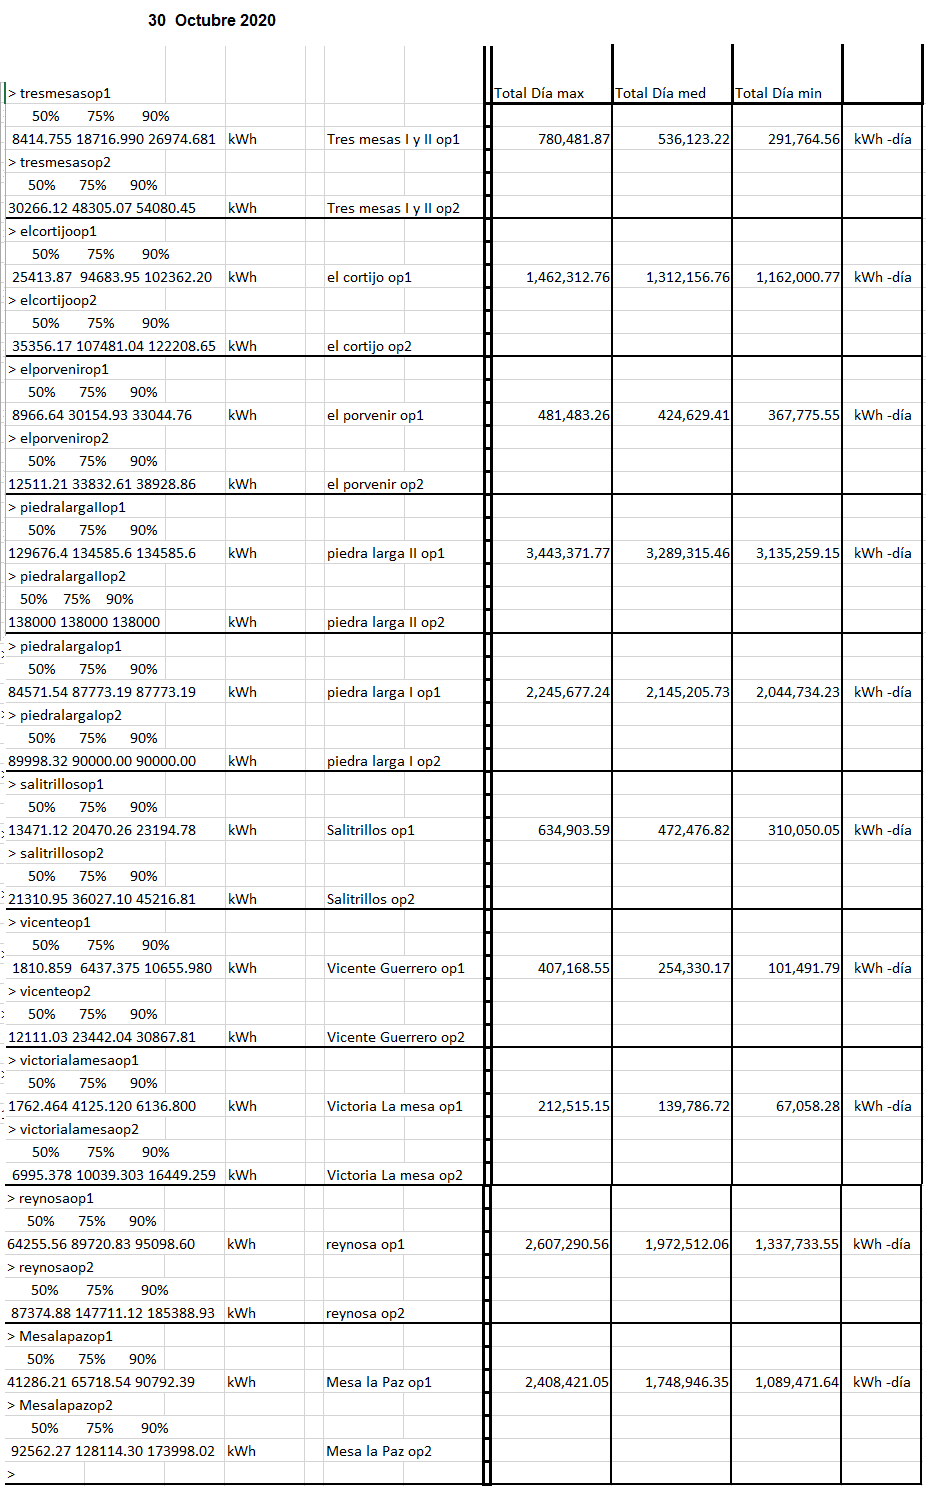 30 Octubre 2020
Total Día max Total Día med Total Día min
> tresmesasop1
50% 75% 90%
8414.755 18716.990 26974.681 kWh Tres mesas I y II op1 780,481.87 536,123.22 291,764.56 kWh -día
> tresmesasop2
50% 75% 90%
30266.12 48305.07 54080.45 kWh Tres mesas I y II op2
> elcortijoop1
50% 75% 90%
25413.87 94683.95 102362.20 kWh el cortijo op1 1,462,312.76 1,312,156.76 1,162,000.77 kWh -día
> elcortijoop2
50% 75% 90%
35356.17 107481.04 122208.65 kWh el cortijo op2
> elporvenirop1
50% 75% 90%
8966.64 30154.93 33044.76 kWh el porvenir op1 481,483.26 424,629.41 367,775.55 kWh -día
> elporvenirop2
50% 75% 90%
12511.21 33832.61 38928.86 kWh el porvenir op2
> piedralargaIIop1
50% 75% 90%
129676.4 134585.6 134585.6 kWh piedra larga II op1 3,443,371.77 3,289,315.46 3,135,259.15 kWh -día
> piedralargaIIop2
50% 75% 90%
138000 138000 138000 kWh piedra larga II op2
> piedralargaIop1
50% 75% 90%
84571.54 87773.19 87773.19 kWh piedra larga I op1 2,245,677.24 2,145,205.73 2,044,734.23 kWh -día
> piedralargaIop2
50% 75% 90%
89998.32 90000.00 90000.00 kWh piedra larga I op2
> salitrillosop1
50% 75% 90%
13471.12 20470.26 23194.78 kWh Salitrillos op1 634,903.59 472,476.82 310,050.05 kWh -día
> salitrillosop2
50% 75% 90%
21310.95 36027.10 45216.81 kWh Salitrillos op2
> vicenteop1
50% 75% 90%
1810.859 6437.375 10655.980 kWh Vicente Guerrero op1 407,168.55 254,330.17 101,491.79 kWh -día
> vicenteop2
50% 75% 90%
12111.03 23442.04 30867.81 kWh Vicente Guerrero op2
> victorialamesaop1
50% 75% 90%
1762.464 4125.120 6136.800 kWh Victoria La mesa op1 212,515.15 139,786.72 67,058.28 kWh -día
> victorialamesaop2
50% 75% 90%
6995.378 10039.303 16449.259 kWh Victoria La mesa op2
> reynosaop1
50% 75% 90%
64255.56 89720.83 95098.60 kWh reynosa op1 2,607,290.56 1,972,512.06 1,337,733.55 kWh -día
> reynosaop2
50% 75% 90%
87374.88 147711.12 185388.93 kWh reynosa op2
> Mesalapazop1
50% 75% 90%
41286.21 65718.54 90792.39 kWh Mesa la Paz op1 2,408,421.05 1,748,946.35 1,089,471.64 kWh -día
> Mesalapazop2
50% 75% 90%
92562.27 128114.30 173998.02 kWh Mesa la Paz op2
>